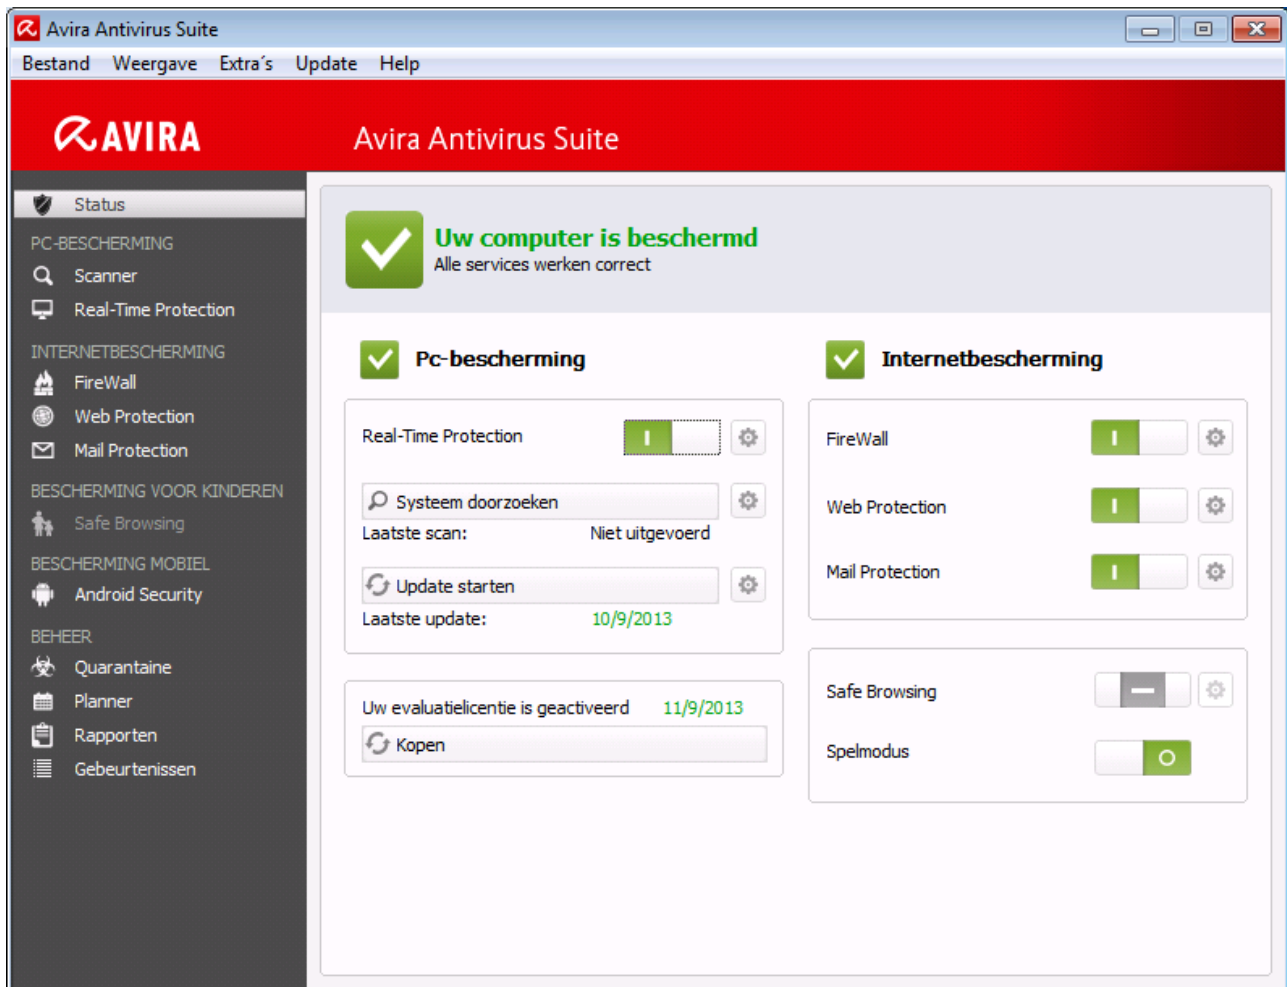 Avira Antivirus Suite
Bestand Weergave Extra´s Update Help
AVIRA
Avira Antivirus Suite
Status
PC-BESCHERMING
Scanner
Real-Time Protection
INTERNETBESCHERMING
FireWall
Web Protection
Mail Protection
BESCHERMING VOOR KINDEREN
Safe Browsing
BESCHERMING MOBIEL
Android Security
BEHEER
Quarantaine
Planner
Rapporten
Gebeurtenissen
Uw computer is beschermd
Alle services werken correct
Pc-bescherming
Real-Time Protection
Systeem doorzoeken
Laatste scan: Niet uitgevoerd
Update starten
Laatste update: 10/9/2013
Uw evaluatielicentie is geactiveerd 11/9/2013
Kopen
Internetbescherming
FireWall
Web Protection
Mail Protection
Safe Browsing
Spelmodus